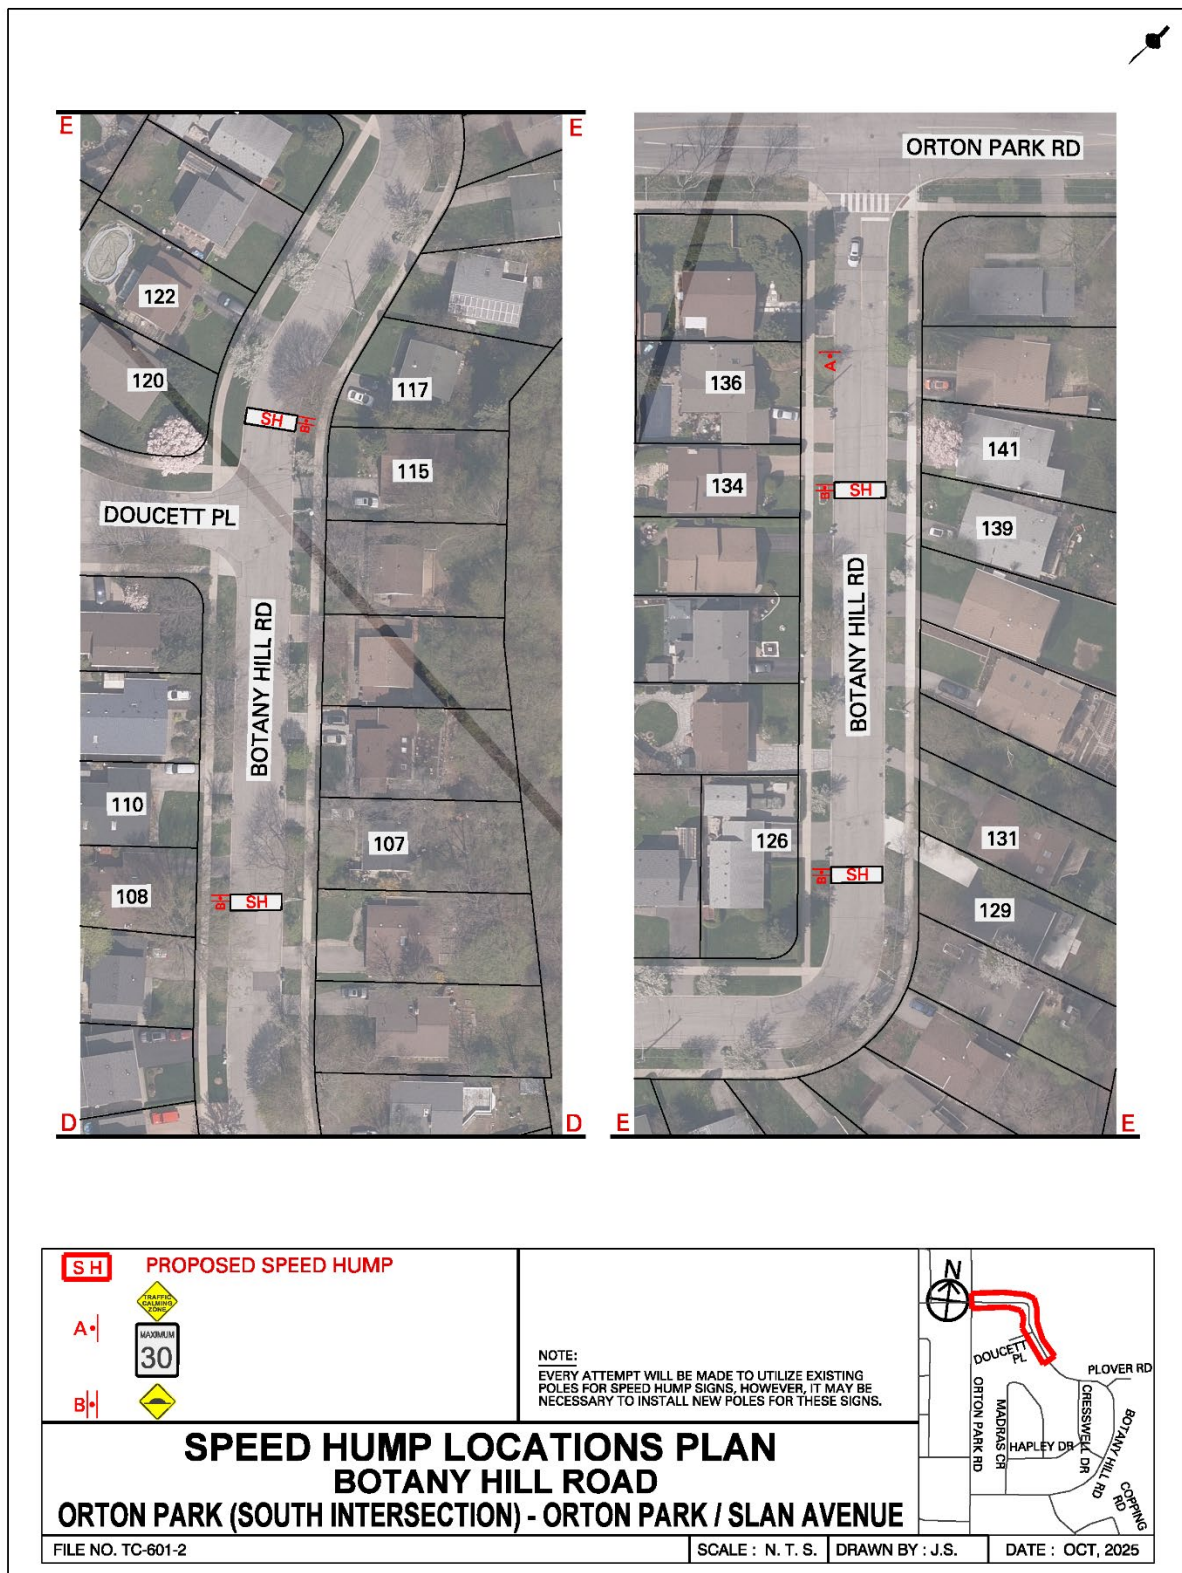 E
E
122
120
117
SH
B
115
DOUCETT PL
BOTANY HILL RD
110
107
108
B
SH
D
D
ORTON PARK RD
A
136
141
134
B
SH
139
BOTANY HILL RD
126
131
B
SH
129
E
E
SH PROPOSED SPEED HUMP
TRAFFIC
CALMING
ZONE
A
MAXIMUM
30
B
NOTE:
EVERY ATTEMPT WILL BE MADE TO UTILIZE EXISTING
POLES FOR SPEED HUMP SIGNS, HOWEVER, IT MAY BE
NECESSARY TO INSTALL NEW POLES FOR THESE SIGNS.
N
DOUCETT
PL
PLOVER RD
ORTON PARK RD
MADRAS CR
HAPLEY DR
CRESSWELL DR
BOTANY HILL RD
COPPING
RD
SPEED HUMP LOCATIONS PLAN
BOTANY HILL ROAD
ORTON PARK (SOUTH INTERSECTION) - ORTON PARK / SLAN AVENUE
FILE NO. TC-601-2
SCALE : N. T. S.
DRAWN BY : J.S.
DATE : OCT, 2025